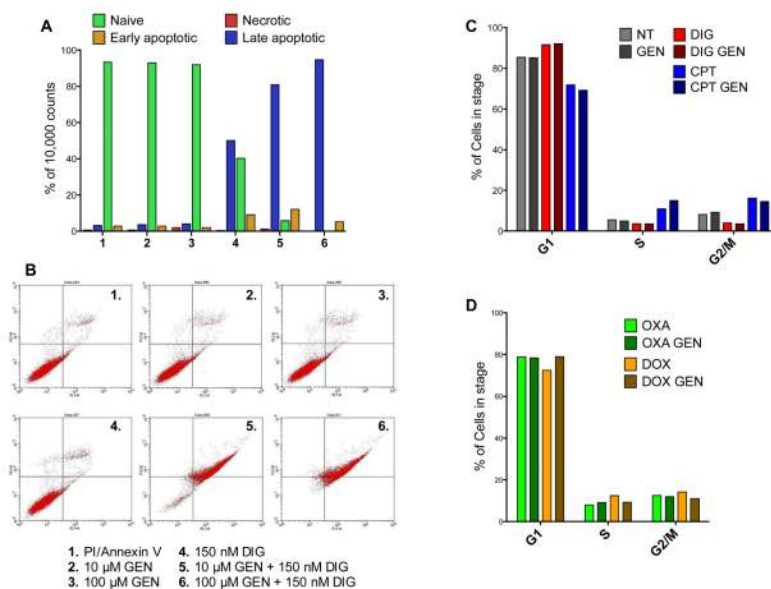 A
Naive
Necrotic
Early apoptotic
Late apoptotic
% of 10,000 counts
100
80
60
40
20
0
1 2 3 4 5 6
B
1. 2. 3.
4. 5. 6.
1. PI/Annexin V 4. 150 nM DIG
2. 10 µM GEN 5. 10 µM GEN + 150 nM DIG
3. 100 µM GEN 6. 100 µM GEN + 150 nM DIG
C
NT DIG
GEN DIG GEN
CPT
CPT GEN
% of Cells in stage
100
80
60
40
20
0
G1 S G2/M
D
OXA
OXA GEN
DOX
DOX GEN
% of Cells in stage
100
80
60
40
20
0
G1 S G2/M